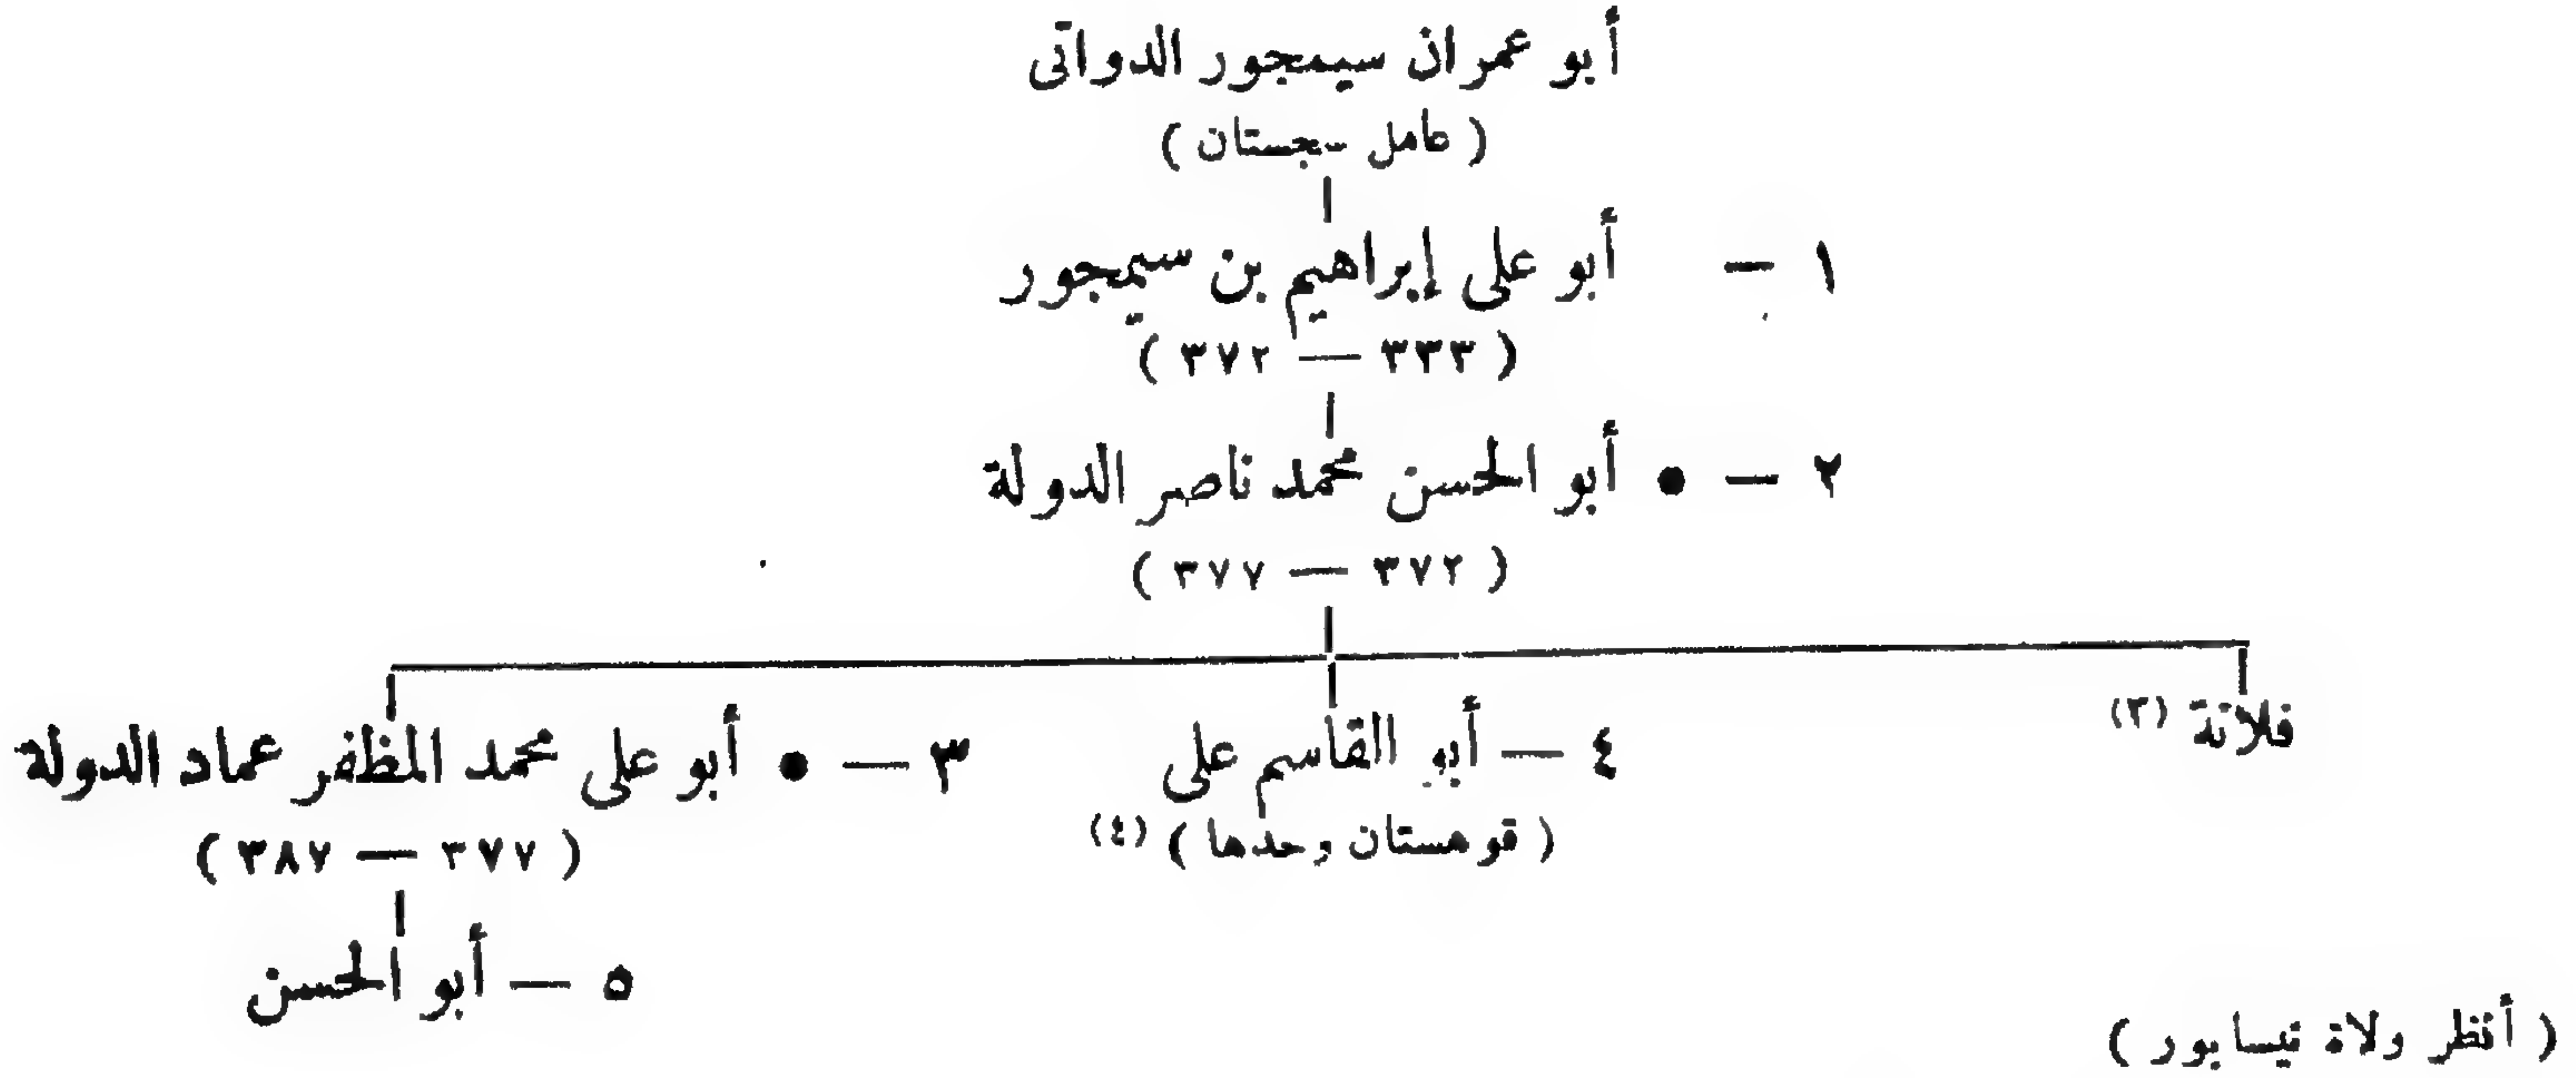 أبو عمران سيمجور الدواتى
( عامل سجستان )
١ — أبو على إبراهيم بن سيمجور
( ٣٣٣ — ٣٧٢ )
٢ — • أبو الحسن محمد ناصر الدولة
( ٣٧٢ — ٣٧٧ )
فلانة (٣)
٤ — أبو القاسم على
( قوهستان وحدها ) (٤)
٣ — • أبو على محمد المظفر عماد الدولة
( ٣٧٧ — ٣٨٧ )
٥ — أبو الحسن
( أنظر ولاة نيسابور )